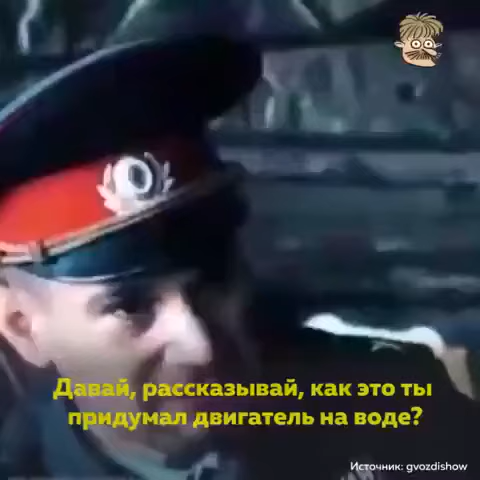 Давай, рассказывай, как это ты
придумал двигатель на воде?
Источник: gvozdishow